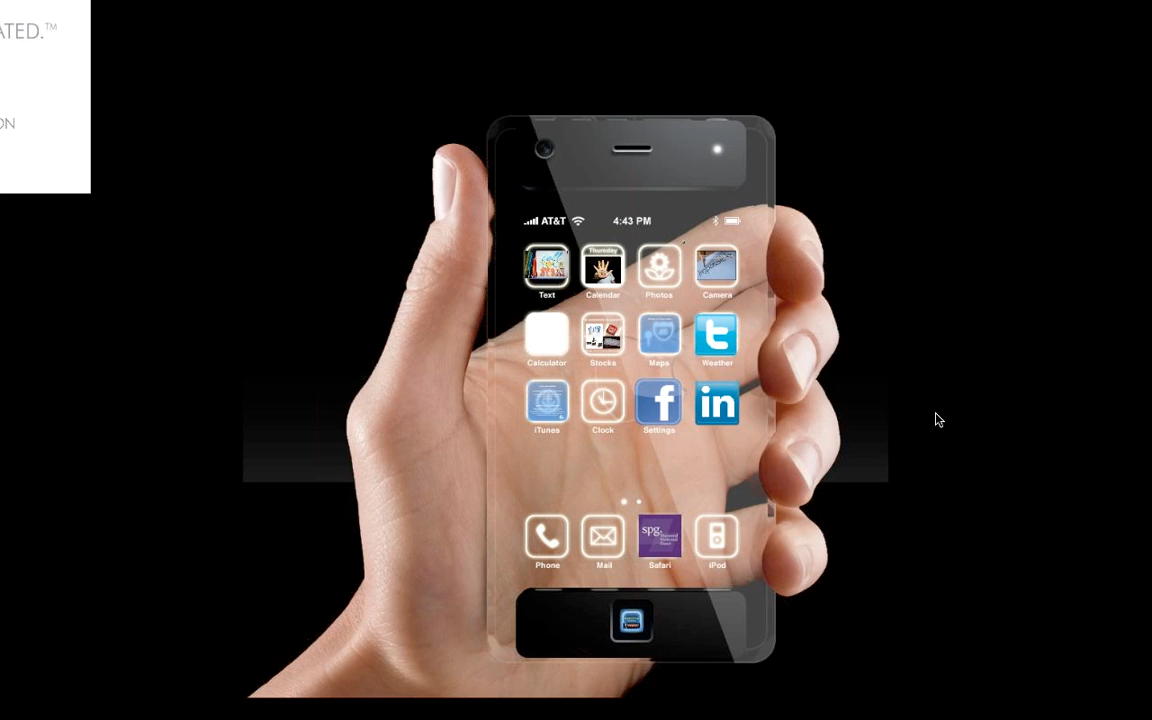 ATED.™
ON
AT&T 4:43 PM
Thursday
Text Calendar Photos Camera
Calculator Stocks Maps Weather
iTunes Clock Settings
f in
spg.
Phone Mail Safari iPod